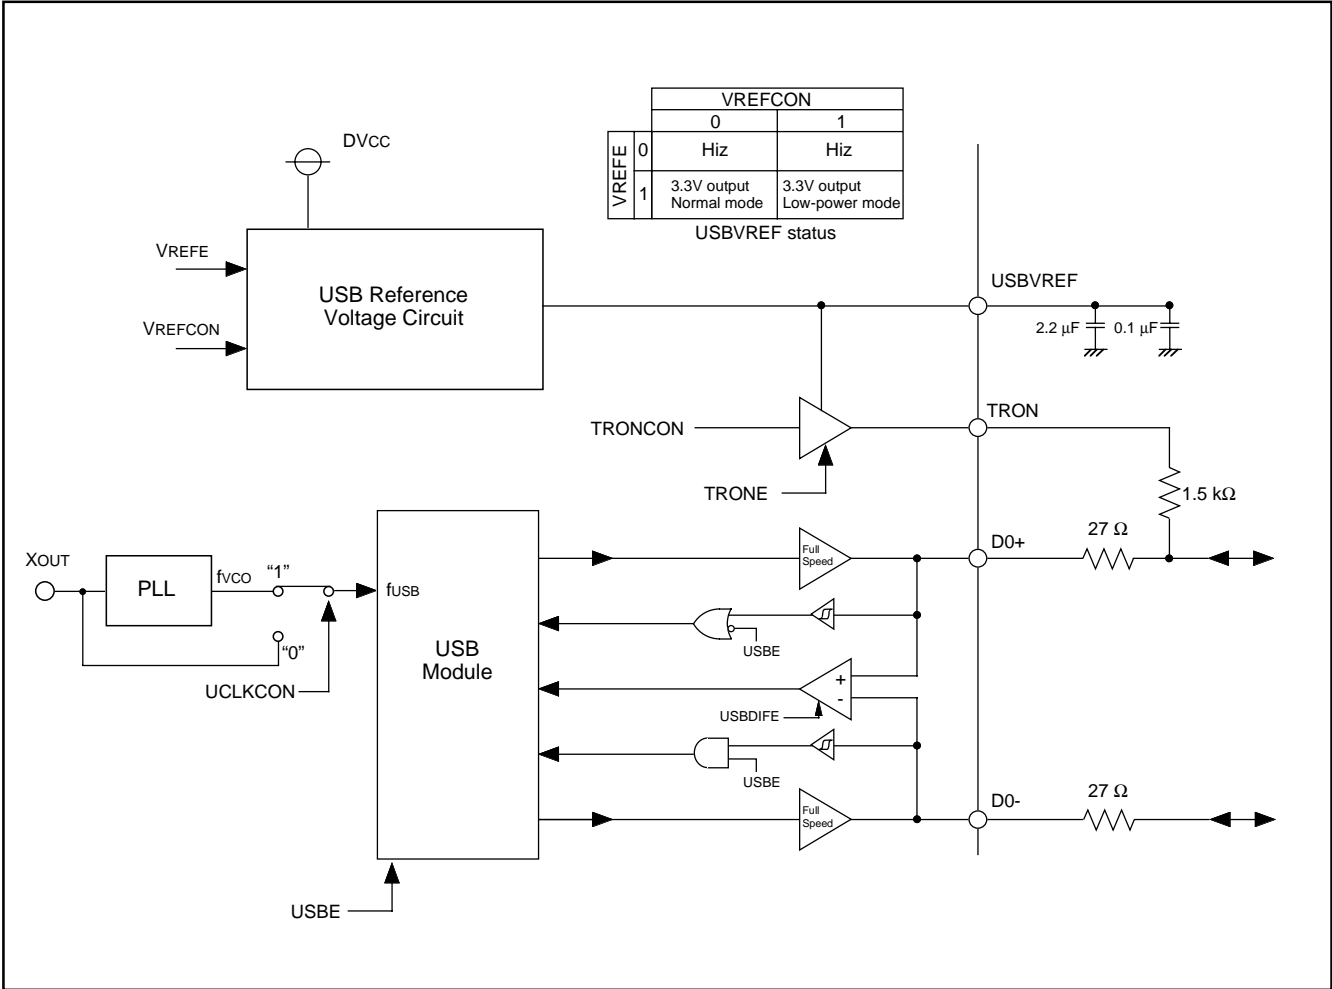 VREFCON
0 1
VREFE
0 Hiz Hiz
1 3.3V output 3.3V output
Normal mode Low-power mode
USBVREF status
DVCC
VREFE
VREFCON
USB Reference
Voltage Circuit
USBVREF
2.2 μF 0.1 μF
TRONCON
TRON
TRONE
1.5 kΩ
XOUT
PLL
fVCO
“1”
“0”
UCLKCON
fUSB
USB
Module
USBE
Full
Speed
D0+
27 Ω
USBE
+
-
USBDIFE
USBE
Full
Speed
D0-
27 Ω